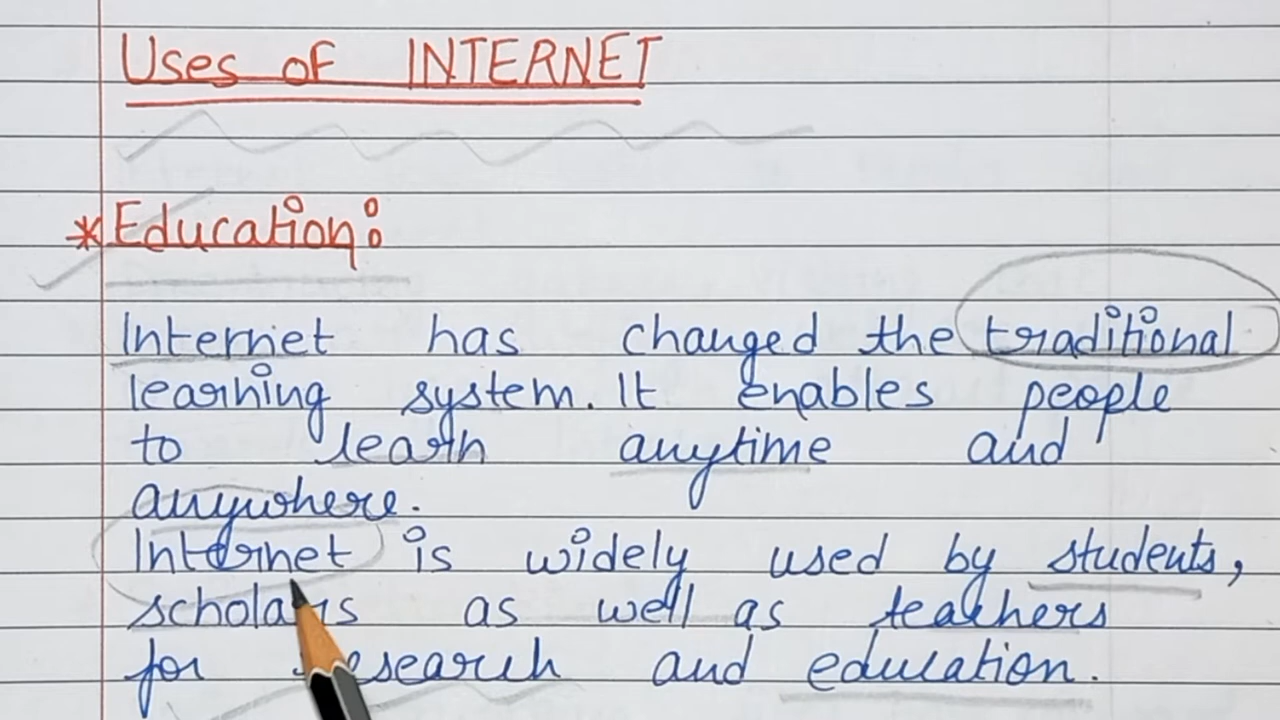 Uses of INTERNET
*Education:
Internet has changed the traditional
learning system. It enables people
to learn anytime and
anywhere.
Internet is widely used by students,
scholars as well as teachers
for research and education.